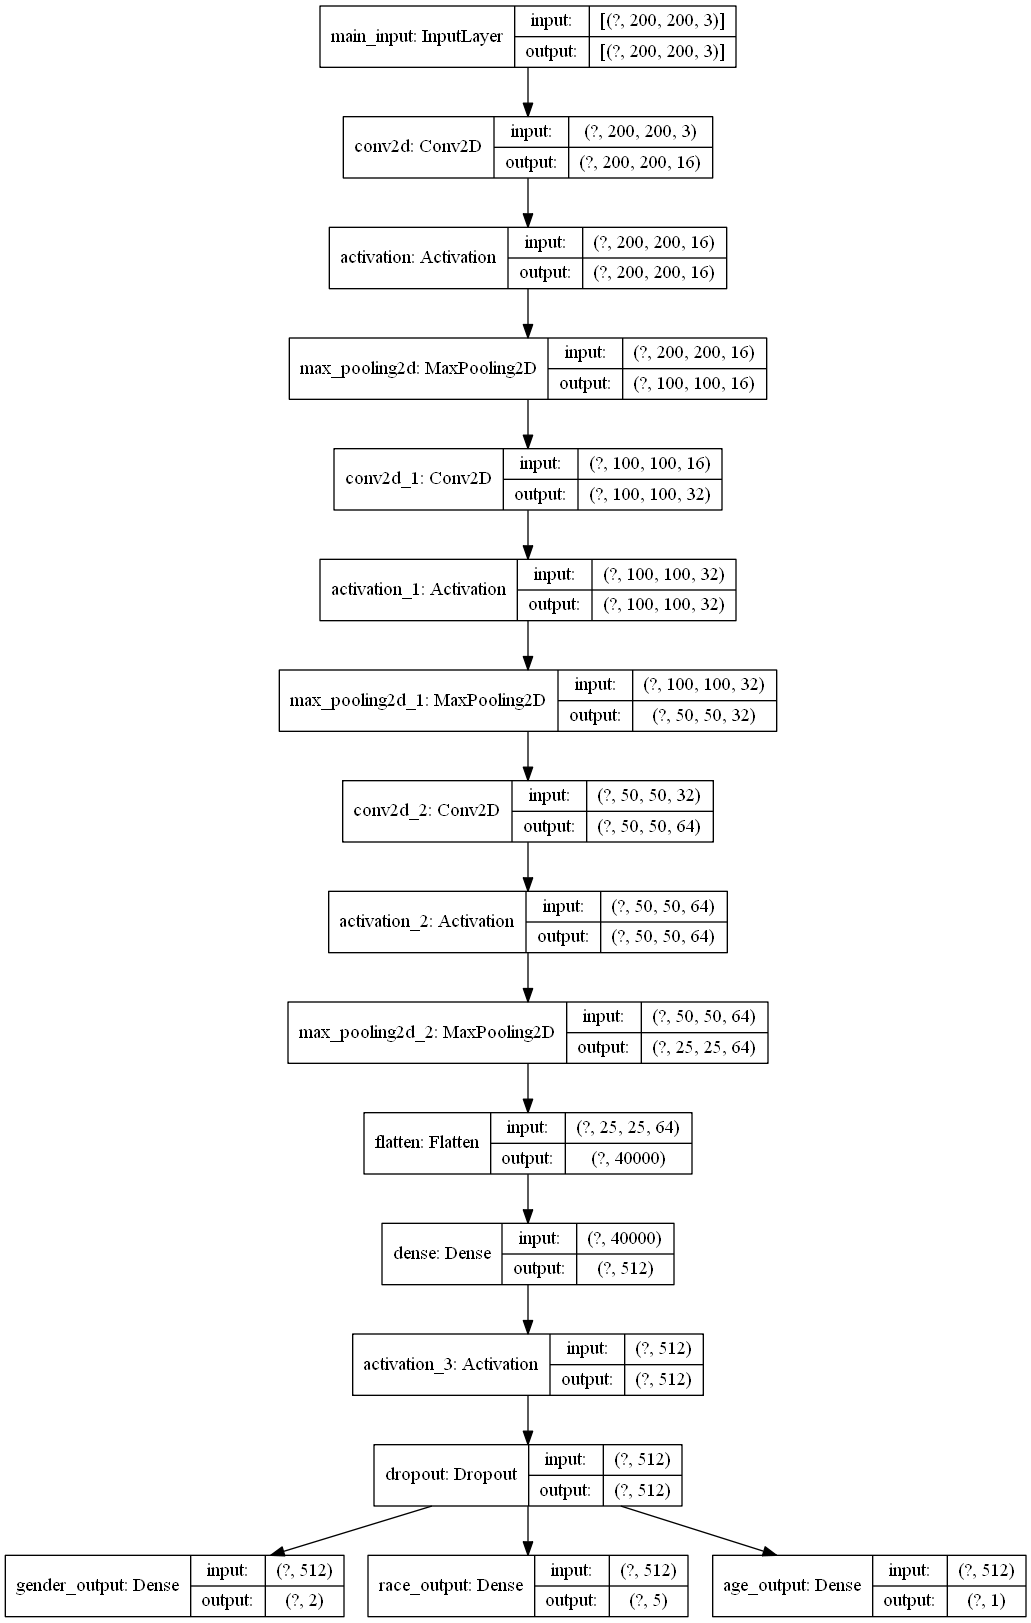 main_input: InputLayer
input:
[(?, 200, 200, 3)]
output:
[(?, 200, 200, 3)]
conv2d: Conv2D
input:
(?, 200, 200, 3)
output:
(?, 200, 200, 16)
activation: Activation
input:
(?, 200, 200, 16)
output:
(?, 200, 200, 16)
max_pooling2d: MaxPooling2D
input:
(?, 200, 200, 16)
output:
(?, 100, 100, 16)
conv2d_1: Conv2D
input:
(?, 100, 100, 16)
output:
(?, 100, 100, 32)
activation_1: Activation
input:
(?, 100, 100, 32)
output:
(?, 100, 100, 32)
max_pooling2d_1: MaxPooling2D
input:
(?, 100, 100, 32)
output:
(?, 50, 50, 32)
conv2d_2: Conv2D
input:
(?, 50, 50, 32)
output:
(?, 50, 50, 64)
activation_2: Activation
input:
(?, 50, 50, 64)
output:
(?, 50, 50, 64)
max_pooling2d_2: MaxPooling2D
input:
(?, 50, 50, 64)
output:
(?, 25, 25, 64)
flatten: Flatten
input:
(?, 25, 25, 64)
output:
(?, 40000)
dense: Dense
input:
(?, 40000)
output:
(?, 512)
activation_3: Activation
input:
(?, 512)
output:
(?, 512)
dropout: Dropout
input:
(?, 512)
output:
(?, 512)
gender_output: Dense
input:
(?, 512)
output:
(?, 2)
race_output: Dense
input:
(?, 512)
output:
(?, 5)
age_output: Dense
input:
(?, 512)
output:
(?, 1)